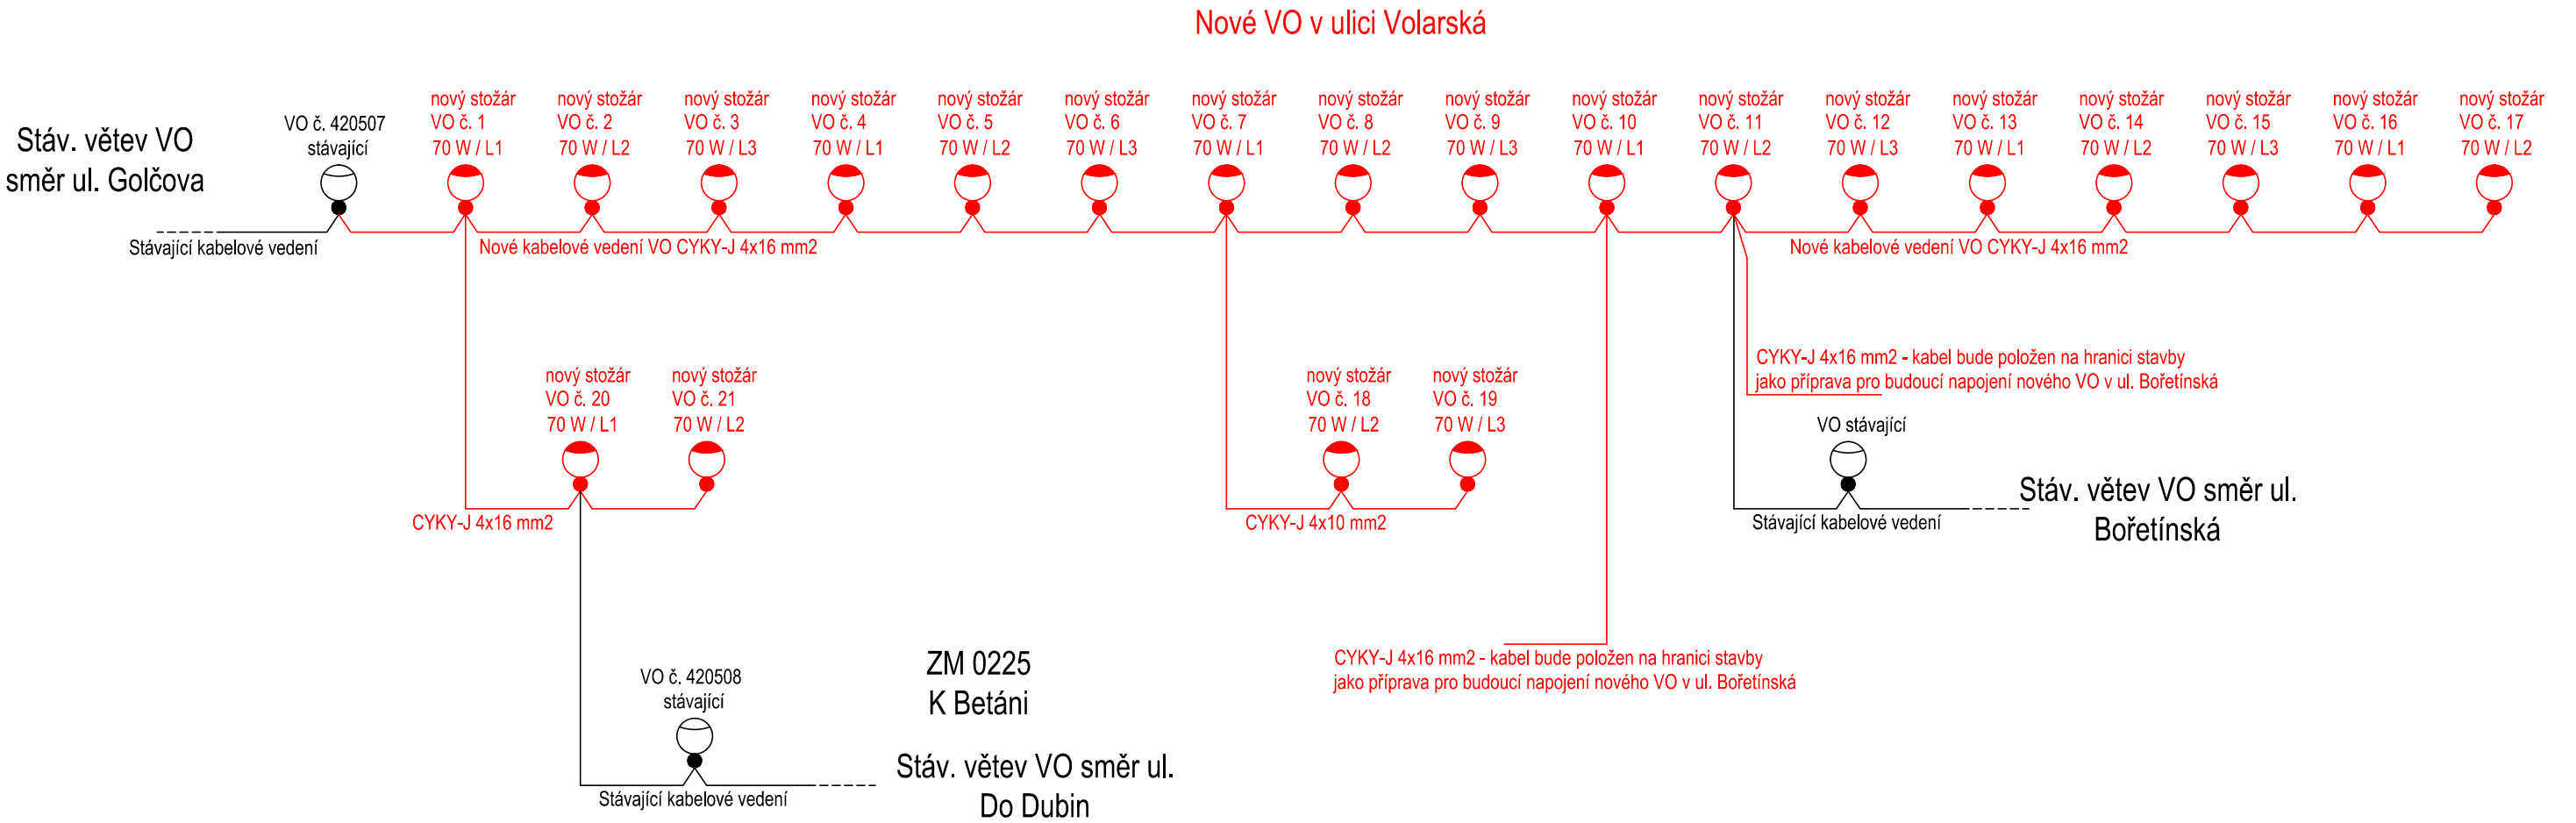 Nové VO v ulici Volarská
Stáv. větev VO
směr ul. Golčova
VO č. 420507
stávající
Stávající kabelové vedení
nový stožár
VO č. 1
70 W / L1
nový stožár
VO č. 2
70 W / L2
nový stožár
VO č. 3
70 W / L3
nový stožár
VO č. 4
70 W / L1
nový stožár
VO č. 5
70 W / L2
nový stožár
VO č. 6
70 W / L3
nový stožár
VO č. 7
70 W / L1
nový stožár
VO č. 8
70 W / L2
nový stožár
VO č. 9
70 W / L3
nový stožár
VO č. 10
70 W / L1
nový stožár
VO č. 11
70 W / L2
nový stožár
VO č. 12
70 W / L3
nový stožár
VO č. 13
70 W / L1
nový stožár
VO č. 14
70 W / L2
nový stožár
VO č. 15
70 W / L3
nový stožár
VO č. 16
70 W / L1
nový stožár
VO č. 17
70 W / L2
Nové kabelové vedení VO CYKY-J 4x16 mm2
Nové kabelové vedení VO CYKY-J 4x16 mm2
nový stožár
VO č. 20
70 W / L1
nový stožár
VO č. 21
70 W / L2
CYKY-J 4x16 mm2
nový stožár
VO č. 18
70 W / L2
nový stožár
VO č. 19
70 W / L3
CYKY-J 4x10 mm2
CYKY-J 4x16 mm2 - kabel bude položen na hranici stavby
jako příprava pro budoucí napojení nového VO v ul. Bořetínská
VO stávající
Stávající kabelové vedení
Stáv. větev VO směr ul.
Bořetínská
CYKY-J 4x16 mm2 - kabel bude položen na hranici stavby
jako příprava pro budoucí napojení nového VO v ul. Bořetínská
VO č. 420508
stávající
Stávající kabelové vedení
ZM 0225
K Betáni
Stáv. větev VO směr ul.
Do Dubin